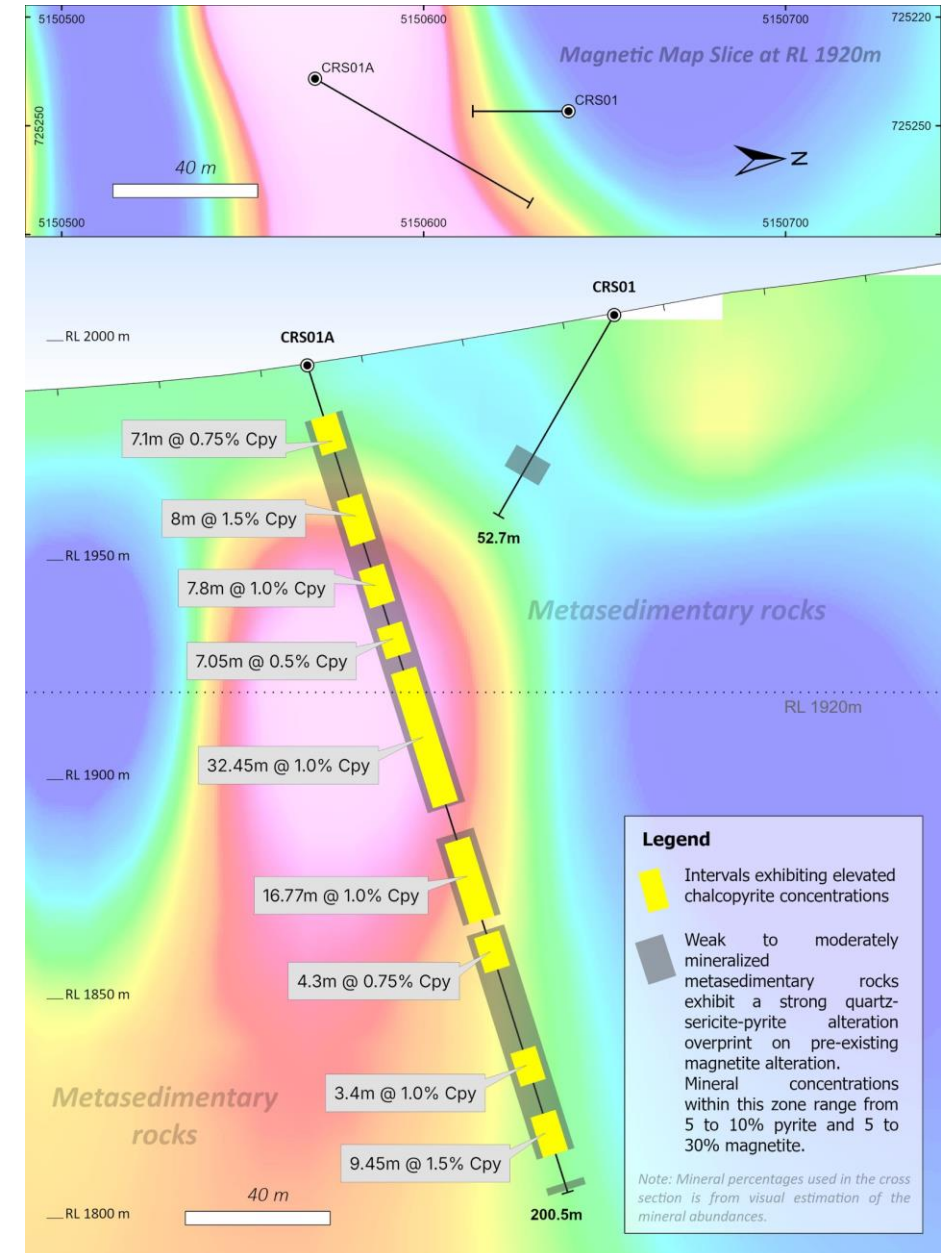 5150500
5150600
5150700
725220
Magnetic Map Slice at RL 1920m
CRS01A
CRS01
725250
725250
40 m
N
5150500
5150600
5150700
CRS01
RL 2000 m
CRS01A
7.1m @ 0.75% Cpy
8m @ 1.5% Cpy
52.7m
RL 1950 m
7.8m @ 1.0% Cpy
Metasedimentary rocks
7.05m @ 0.5% Cpy
RL 1920m
32.45m @ 1.0% Cpy
RL 1900 m
16.77m @ 1.0% Cpy
4.3m @ 0.75% Cpy
RL 1850 m
3.4m @ 1.0% Cpy
Metasedimentary
rocks
9.45m @ 1.5% Cpy
40 m
RL 1800 m
200.5m
Legend
Intervals exhibiting elevated
chalcopyrite concentrations
Weak to moderately
mineralized
metasedimentary rocks
exhibit a strong quartz-
sericite-pyrite alteration
overprint on pre-existing
magnetite alteration.
Mineral concentrations
within this zone range from
5 to 10% pyrite and 5 to
30% magnetite.
Note: Mineral percentages used in the cross
section is from visual estimation of the
mineral abundances.